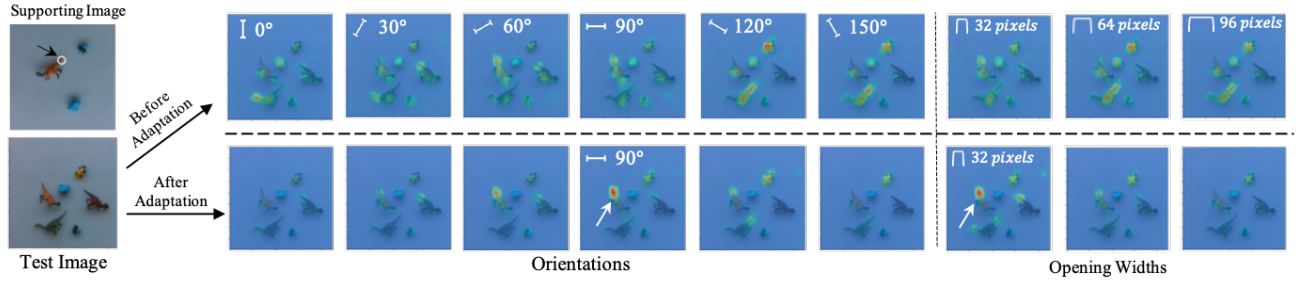 Supporting Image
0°
30°
60°
90°
120°
150°
32 pixels
64 pixels
96 pixels
Before
Adaptation
After
Adaptation
90°
32 pixels
Test Image
Orientations
Opening Widths